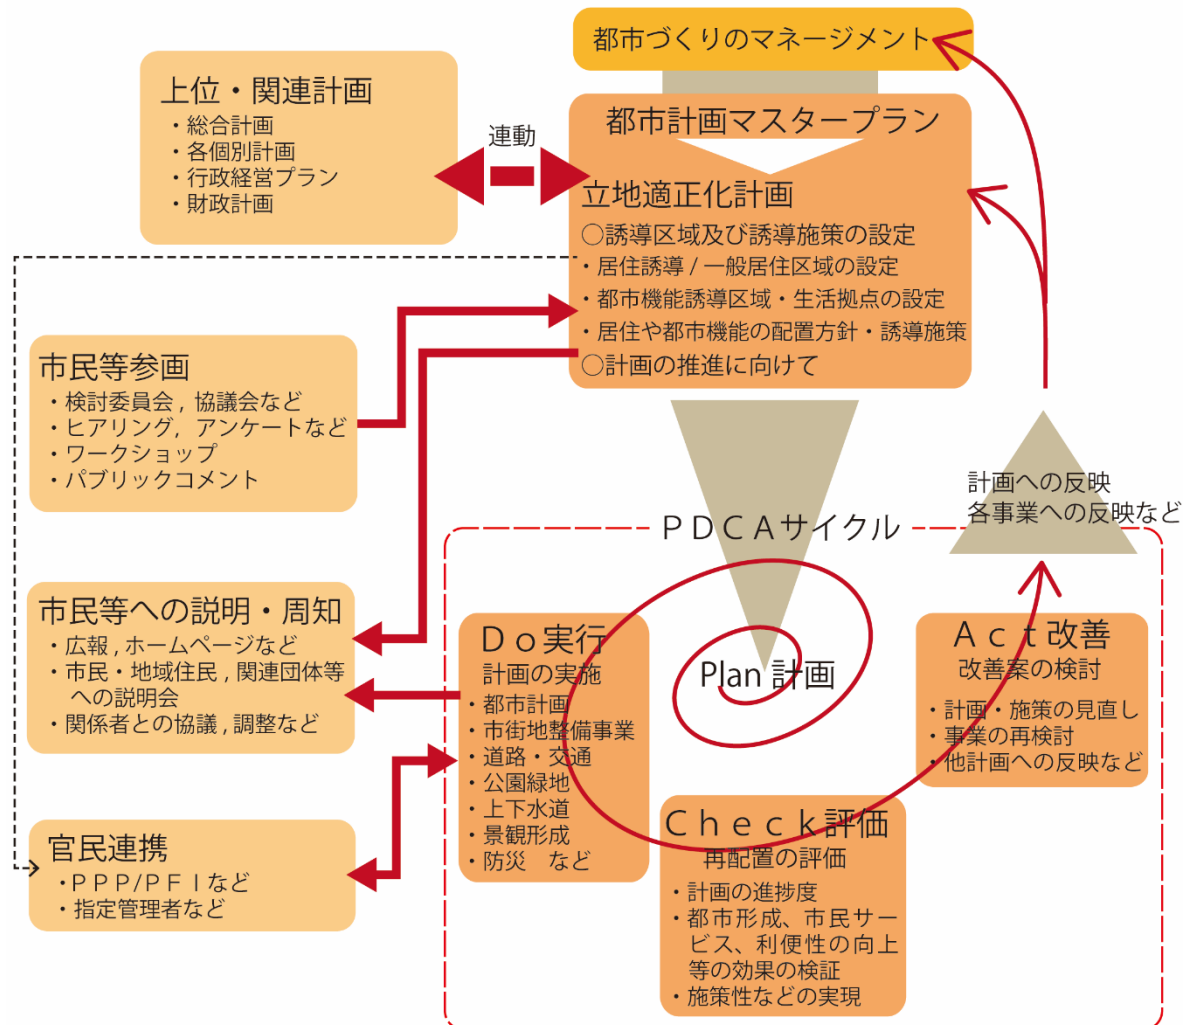 都市づくりのマネージメント
上位・関連計画
・総合計画
・各個別計画
・行政経営プラン
・財政計画
連動
都市計画マスタープラン
立地適正化計画
○誘導区域及び誘導施策の設定
・居住誘導 / 一般居住区域の設定
・都市機能誘導区域・生活拠点の設定
・居住や都市機能の配置方針・誘導施策
○計画の推進に向けて
市民等参画
・検討委員会 , 協議会など
・ヒアリング，アンケートなど
・ワークショップ
・パブリックコメント
計画への反映
各事業への反映など
ＰＤＣＡサイクル
市民等への説明・周知
・広報 , ホームページなど
・市民・地域住民 , 関連団体等
への説明会
・関係者との協議 , 調整など
Ｄｏ実行
計画の実施
・都市計画
・市街地整備事業
・道路・交通
・公園緑地
・上下水道
・景観形成
・防災　など
Plan 計画
Ａｃｔ改善
改善案の検討
・計画・施策の見直し
・事業の再検討
・他計画への反映など
Ｃｈｅｃｋ評価
再配置の評価
・計画の進捗度
・都市形成、市民サー
ビス、利便性の向上
等の効果の検証
・施策性などの実現
官民連携
・ＰＰＰ/ＰＦＩなど
・指定管理者など